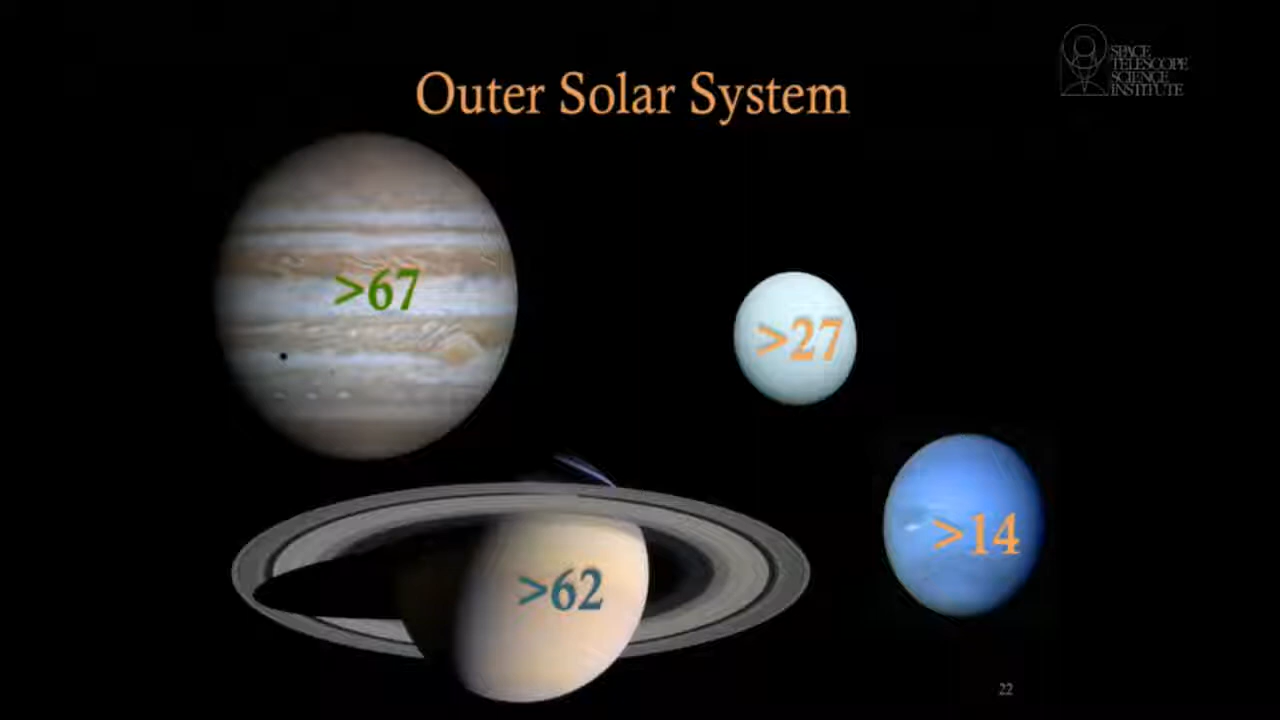 Outer Solar System
SPACE
TELESCOPE
SCIENCE
INSTITUTE
>67
>27
>14
>62
22